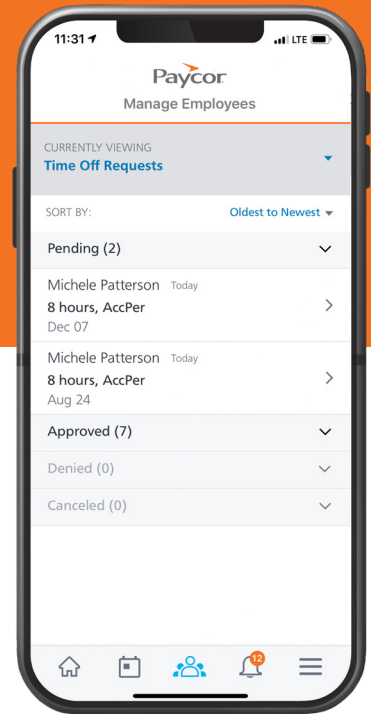 11:31
LTE
Paycor
Manage Employees
CURRENTLY VIEWING
Time Off Requests
SORT BY: Oldest to Newest
Pending (2)
Michele Patterson Today
8 hours, AccPer
Dec 07
Michele Patterson Today
8 hours, AccPer
Aug 24
Approved (7)
Denied (0)
Canceled (0)
12